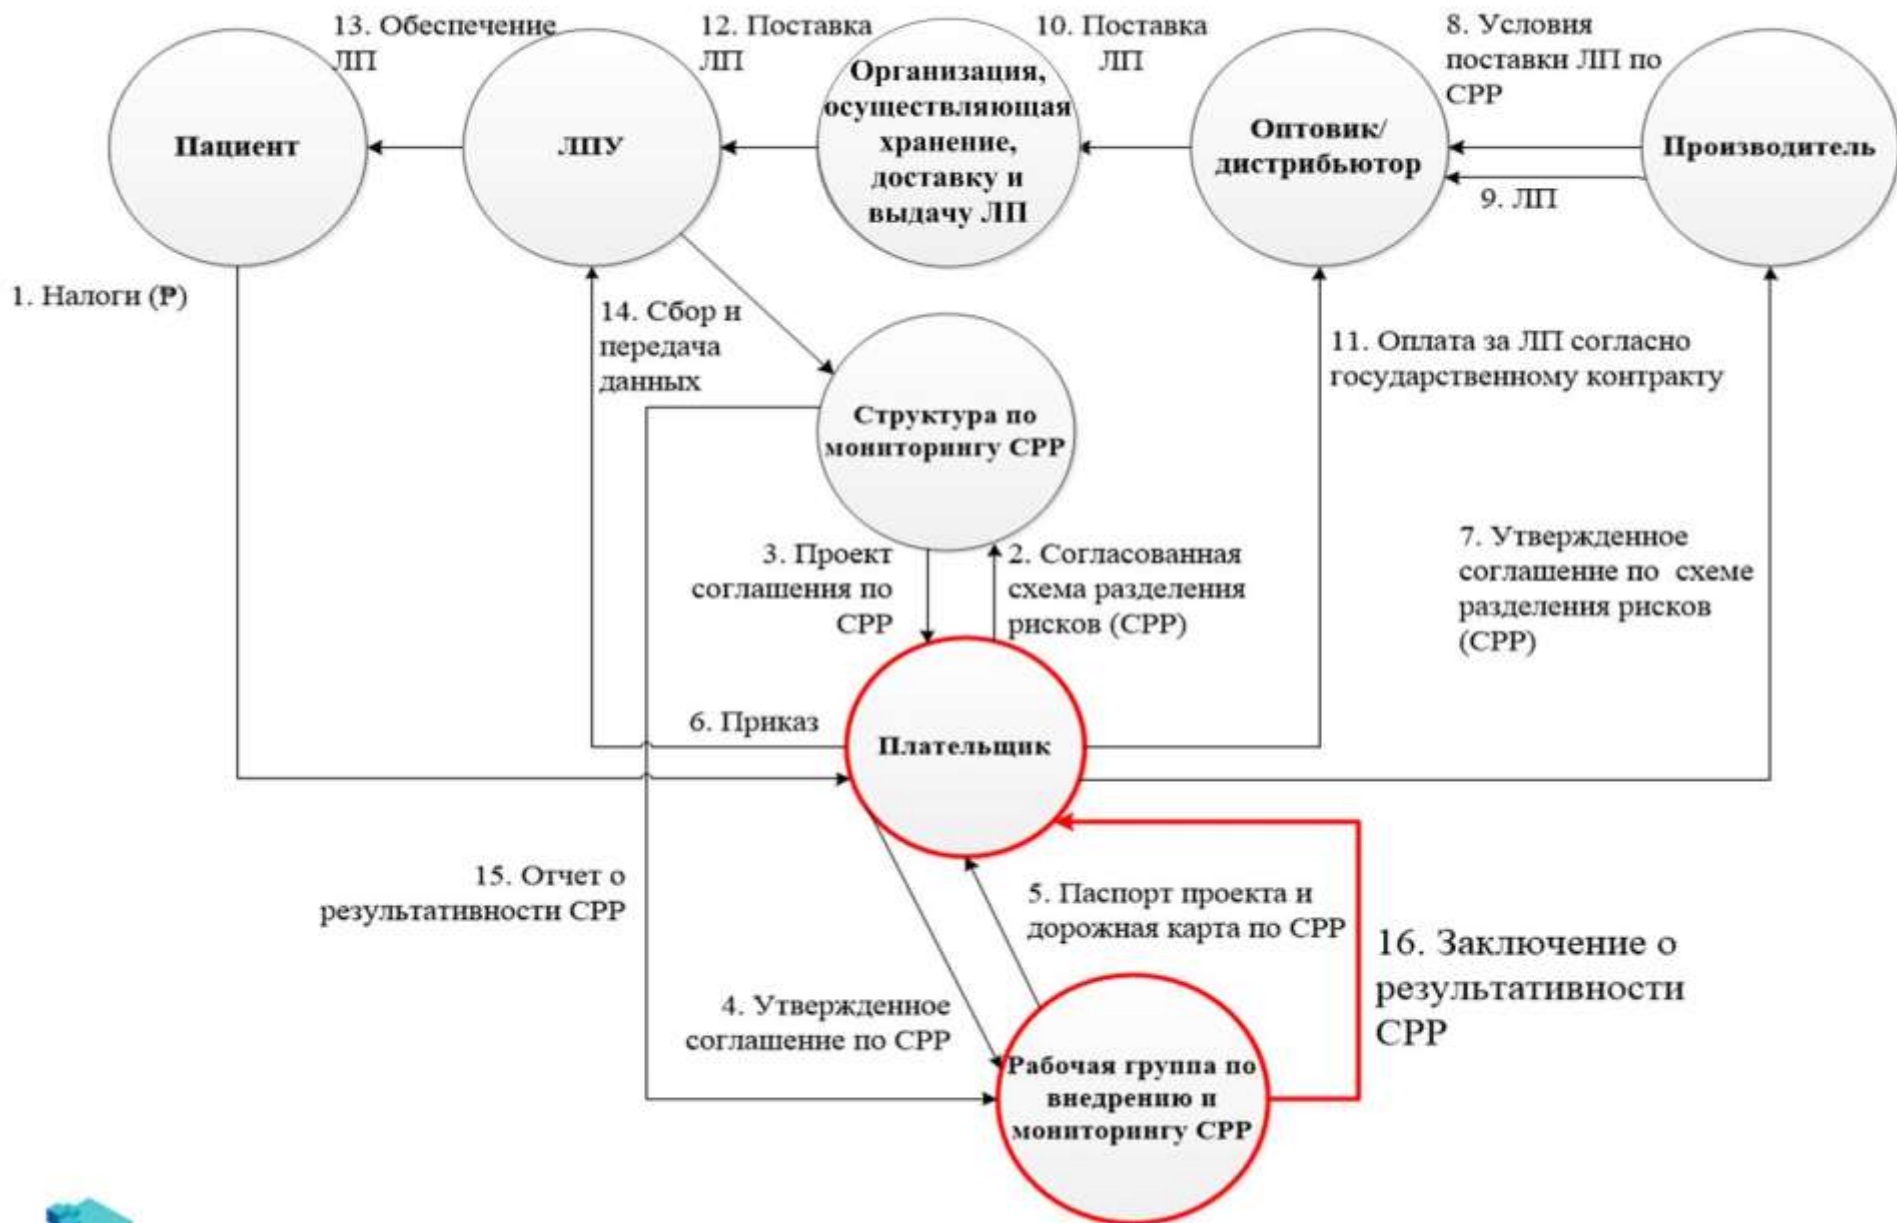 13. Обеспечение
ЛП
12. Поставка
ЛП
10. Поставка
ЛП
8. Условия
поставки ЛП по
СРР
Пациент
ЛПУ
Организация,
осуществляющая
хранение,
доставку и
выдачу ЛП
Оптовик/
дистрибьютор
Производитель
9. ЛП
1. Налоги (₽)
14. Сбор и
передача
данных
11. Оплата за ЛП согласно
государственному контракту
Структура по
мониторингу СРР
3. Проект
соглашения по
СРР
2. Согласованная
схема разделения
рисков (СРР)
7. Утвержденное
соглашение по схеме
разделения рисков
(СРР)
6. Приказ
Плательщик
15. Отчет о
результативности СРР
5. Паспорт проекта и
дорожная карта по СРР
16. Заключение о
результативности
СРР
4. Утвержденное
соглашение по СРР
Рабочая группа по
внедрению и
мониторингу СРР